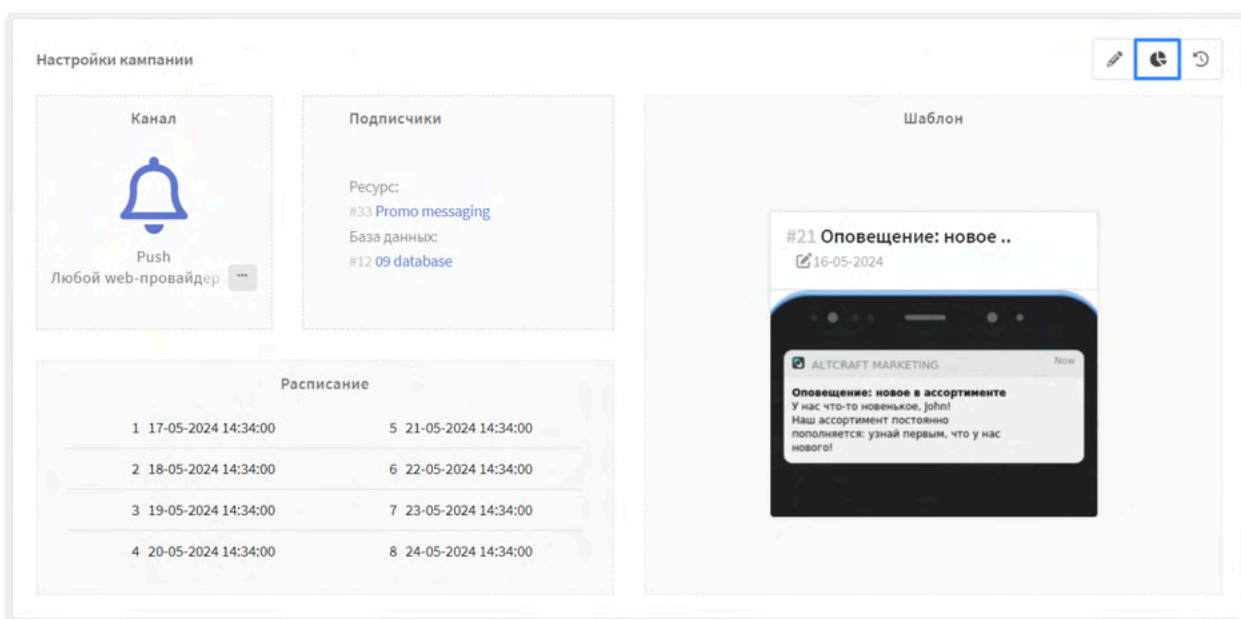 Настройки кампании
Канал
Push
Любой web-провайдер
Подписчики
Ресурс:
#33 Promo messaging
База данных:
#12 09 database
Расписание
1 17-05-2024 14:34:00
2 18-05-2024 14:34:00
3 19-05-2024 14:34:00
4 20-05-2024 14:34:00
5 21-05-2024 14:34:00
6 22-05-2024 14:34:00
7 23-05-2024 14:34:00
8 24-05-2024 14:34:00
Шаблон
#21 Оповещение: новое ..
16-05-2024
ALTCRAFT MARKETING
Now
Оповещение: новое в ассортименте
У нас что-то новенькое, John!
Наш ассортимент постоянно
пополняется: узнай первым, что у нас
нового!